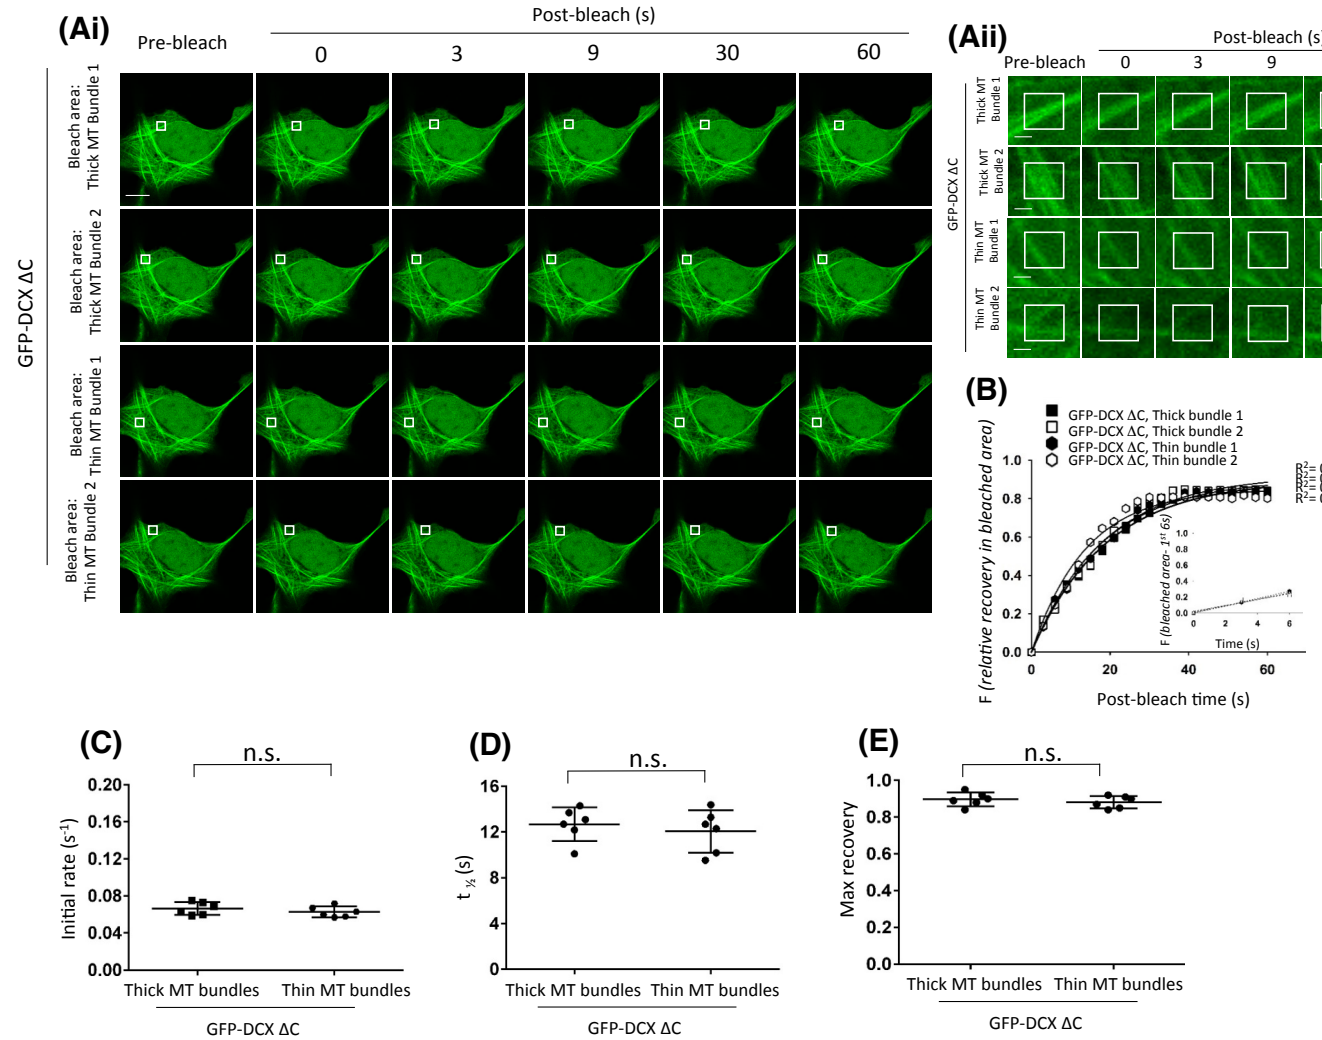 (Ai)
Post-bleach (s)
Pre-bleach
0 3 9 30 60
GFP-DCX ΔC
Bleach area:
Thick MT Bundle 1
Bleach area:
Thick MT Bundle 2
Bleach area:
Thin MT Bundle 1
Bleach area:
Thin MT Bundle 2
(Aii)
Post-bleach (s
Pre-bleach 0 3 9
GFP-DCX ΔC
Thick MT
Bundle 1
Thick MT
Bundle 2
Thin MT
Bundle 1
Thin MT
Bundle 2
(B)
GFP-DCX ΔC, Thick bundle 1
GFP-DCX ΔC, Thick bundle 2
GFP-DCX ΔC, Thin bundle 1
GFP-DCX ΔC, Thin bundle 2
F (relative recovery in bleached area)
1.0
0.8
0.6
0.4
0.2
0.0
0 20 40 60
Post-bleach time (s)
R²= 0
R²= 0
R²= 0
R²= 0
F (bleached area- 1st 6s)
1.0
0.8
0.6
0.4
0.2
0.0
0 2 4 6
Time (s)
(C)
n.s.
Initial rate (s⁻¹)
0.20
0.16
0.12
0.08
0.04
0.00
Thick MT bundles Thin MT bundles
GFP-DCX ΔC
(D)
n.s.
t ½ (s)
16
12
8
4
0
Thick MT bundles Thin MT bundles
GFP-DCX ΔC
(E)
n.s.
Max recovery
1.0
0.8
0.6
0.4
0.2
0.0
Thick MT bundles Thin MT bundles
GFP-DCX ΔC